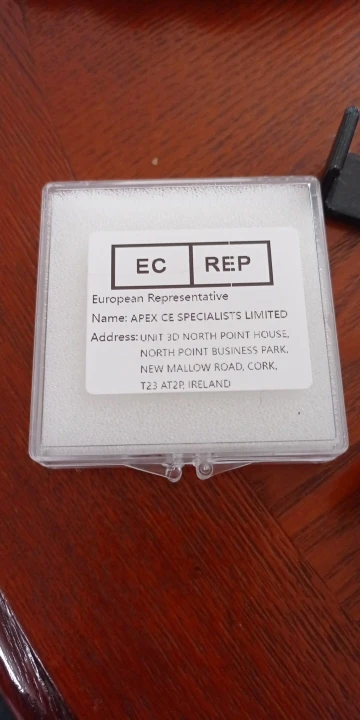 EC REP
European Representative
Name: APEX CE SPECIALISTS LIMITED
Address: UNIT 3D NORTH POINT HOUSE,
NORTH POINT BUSINESS PARK,
NEW MALLOW ROAD, CORK,
T23 AT2P, IRELAND